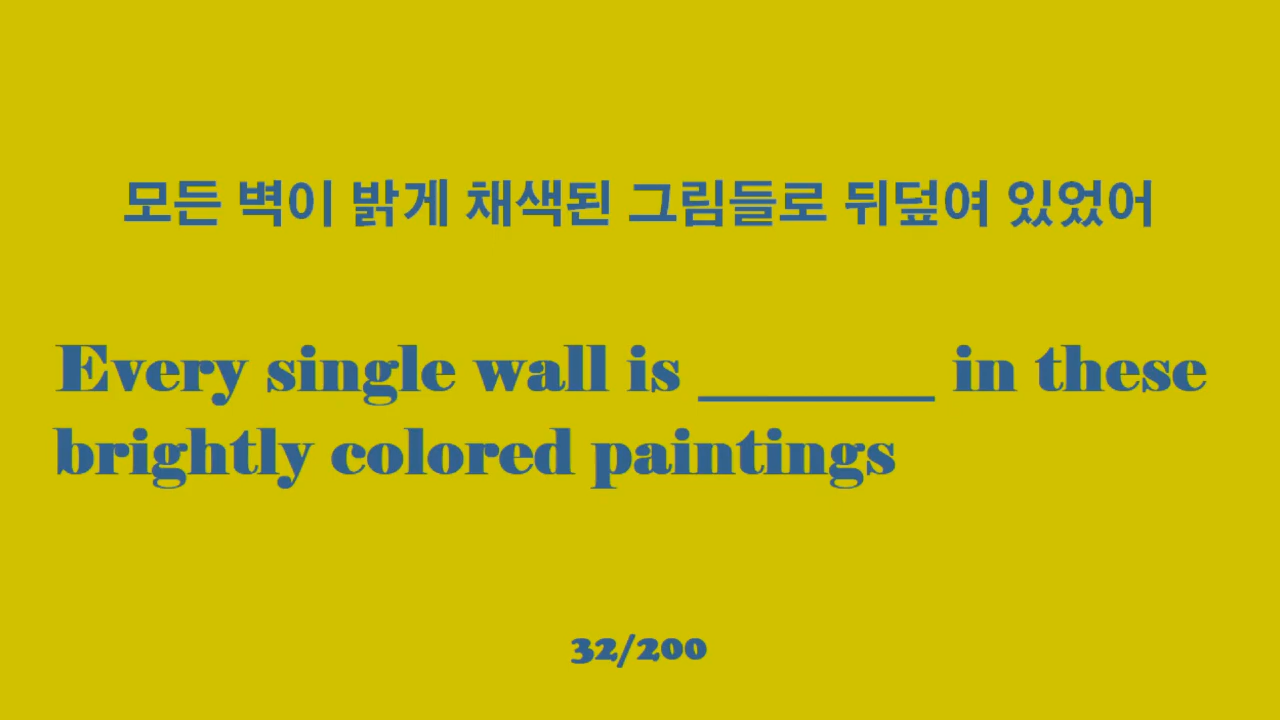 모든 벽이 밝게 채색된 그림들로 뒤덮여 있었어
Every single wall is _______ in these
brightly colored paintings
32/200